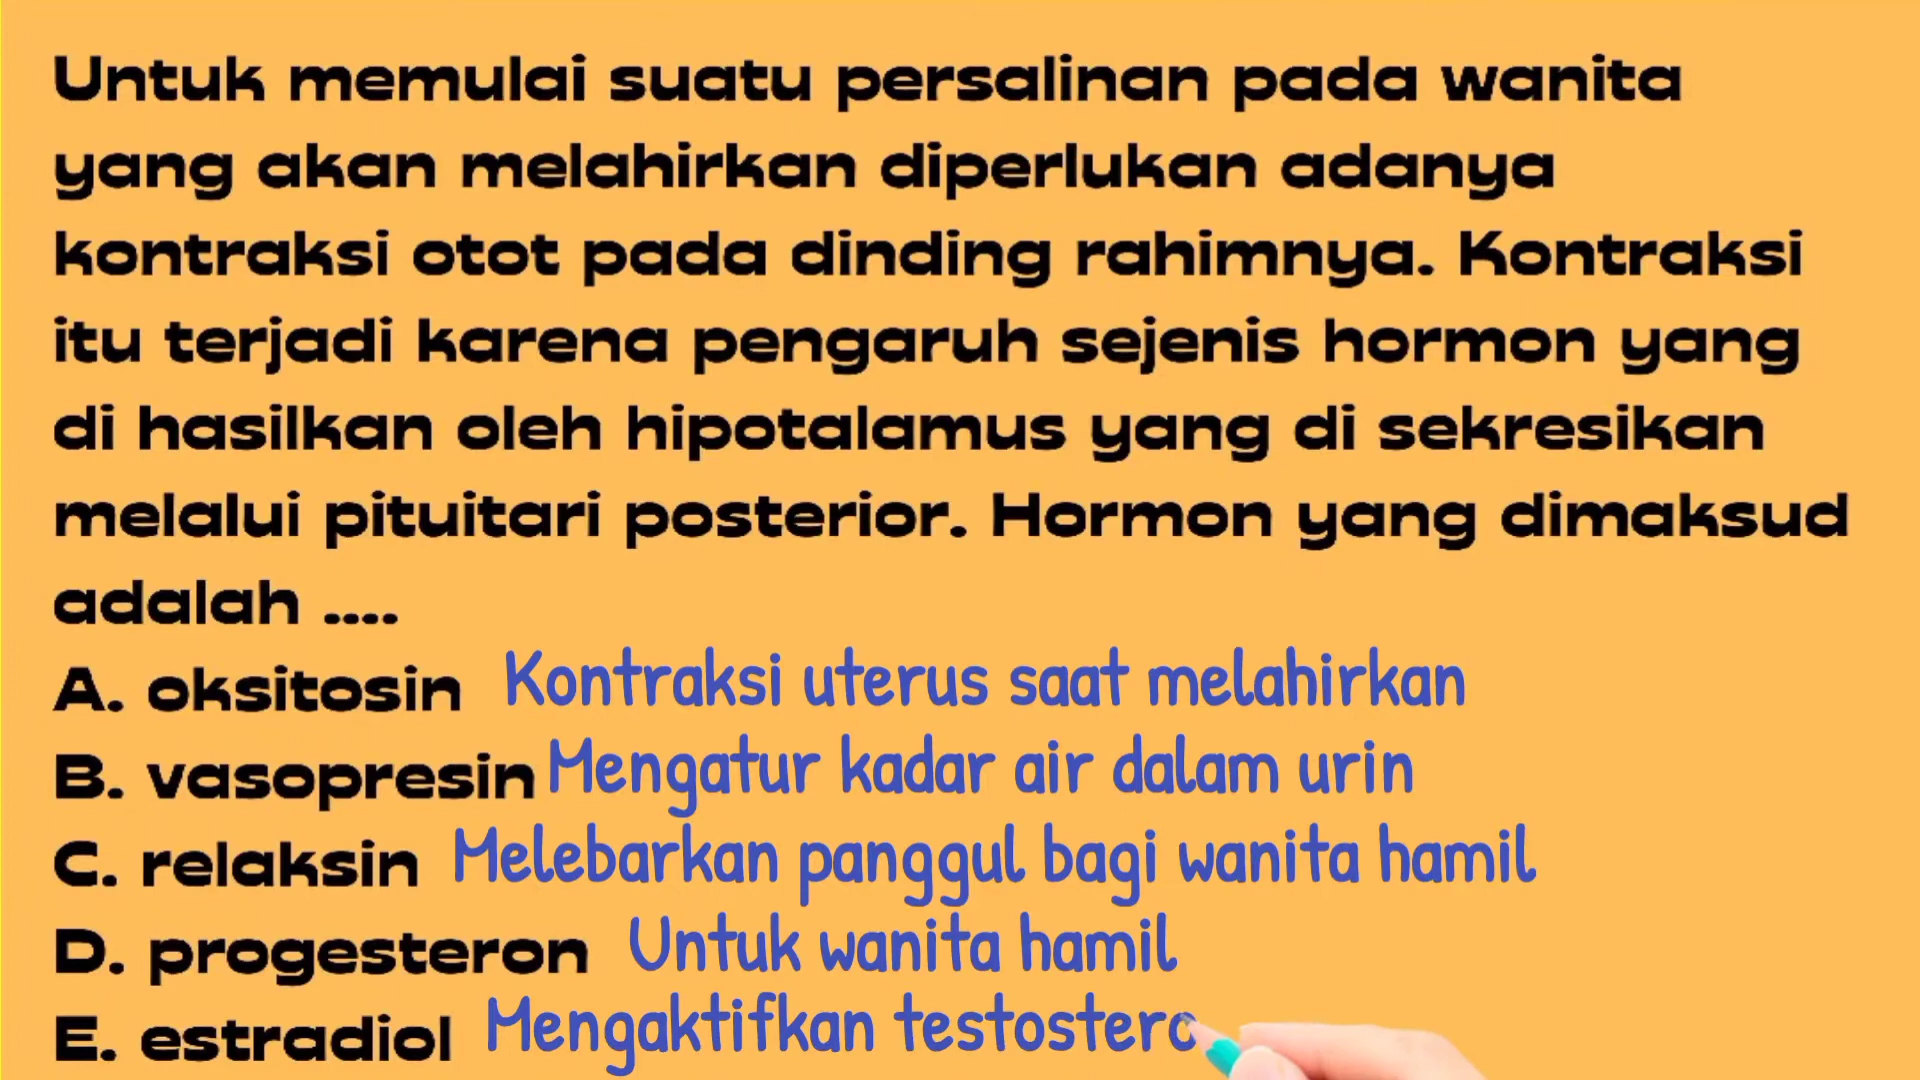 Untuk memulai suatu persalinan pada wanita
yang akan melahirkan diperlukan adanya
kontraksi otot pada dinding rahimnya. Kontraksi
itu terjadi karena pengaruh sejenis hormon yang
di hasilkan oleh hipotalamus yang di sekresikan
melalui pituitari posterior. Hormon yang dimaksud
adalah ....
A. oksitosin Kontraksi uterus saat melahirkan
B. vasopresin Mengatur kadar air dalam urin
C. relaksin Melebarkan panggul bagi wanita hamil
D. progesteron Untuk wanita hamil
E. estradiol Mengaktifkan testostero